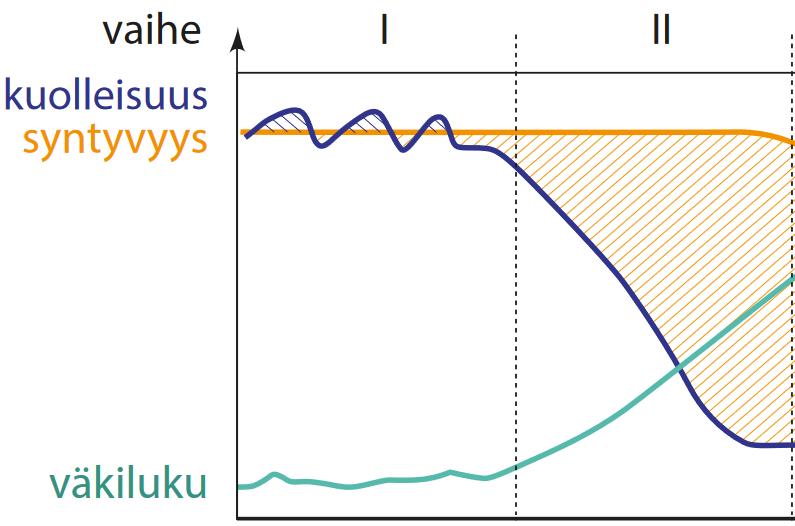 vaihe I II
kuolleisuus
syntyvyys
väkiluku